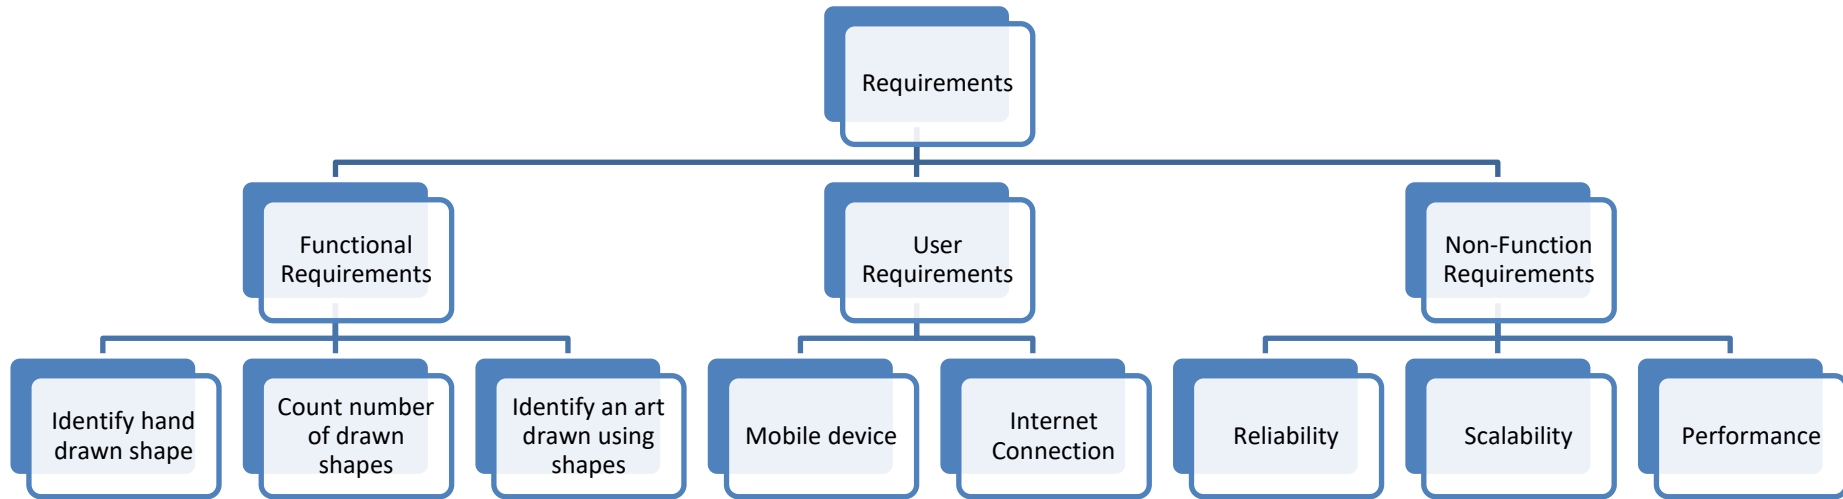 Requirements
Functional
Requirements
User
Requirements
Non-Function
Requirements
Identify hand
drawn shape
Count number
of drawn
shapes
Identify an art
drawn using
shapes
Mobile device
Internet
Connection
Reliability
Scalability
Performance